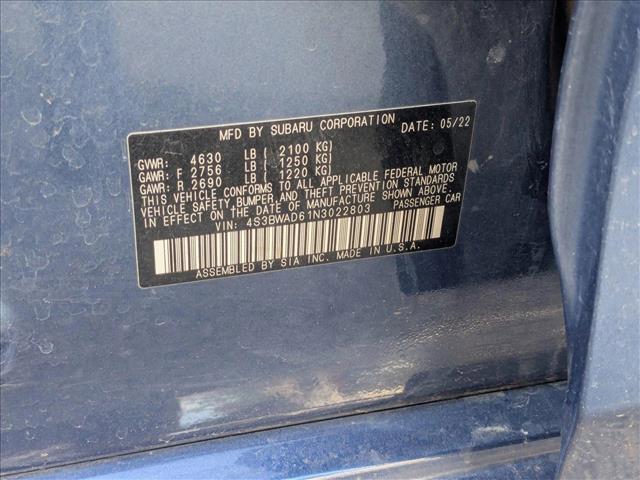 MFD BY SUBARU CORPORATION DATE: 05/22
GVWR: 4630 LB ( 2100 KG)
GAWR: F 2756 LB ( 1250 KG)
GAWR: R 2690 LB ( 1220 KG)
THIS VEHICLE CONFORMS TO ALL APPLICABLE FEDERAL MOTOR
VEHICLE SAFETY,BUMPER,AND THEFT PREVENTION STANDARDS
IN EFFECT ON THE DATE OF MANUFACTURE SHOWN ABOVE.
VIN: 4S3BWAD61N3022803 PASSENGER CAR
ASSEMBLED BY SIA INC. MADE IN U.S.A.